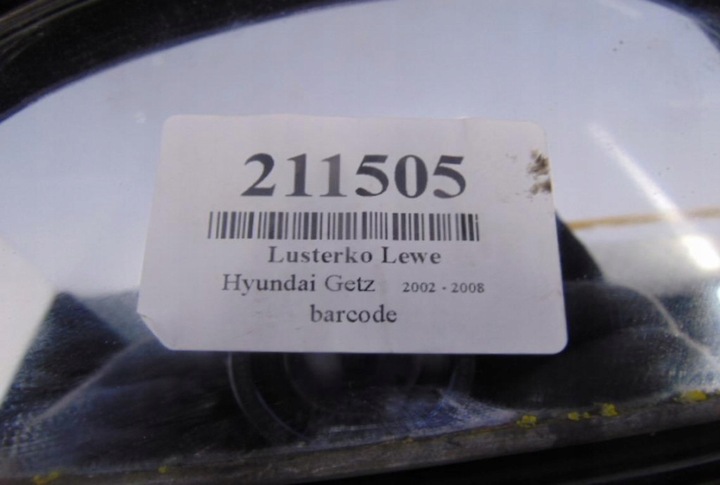 211505
Lusterko Lewe
Hyundai Getz 2002 - 2008
barcode